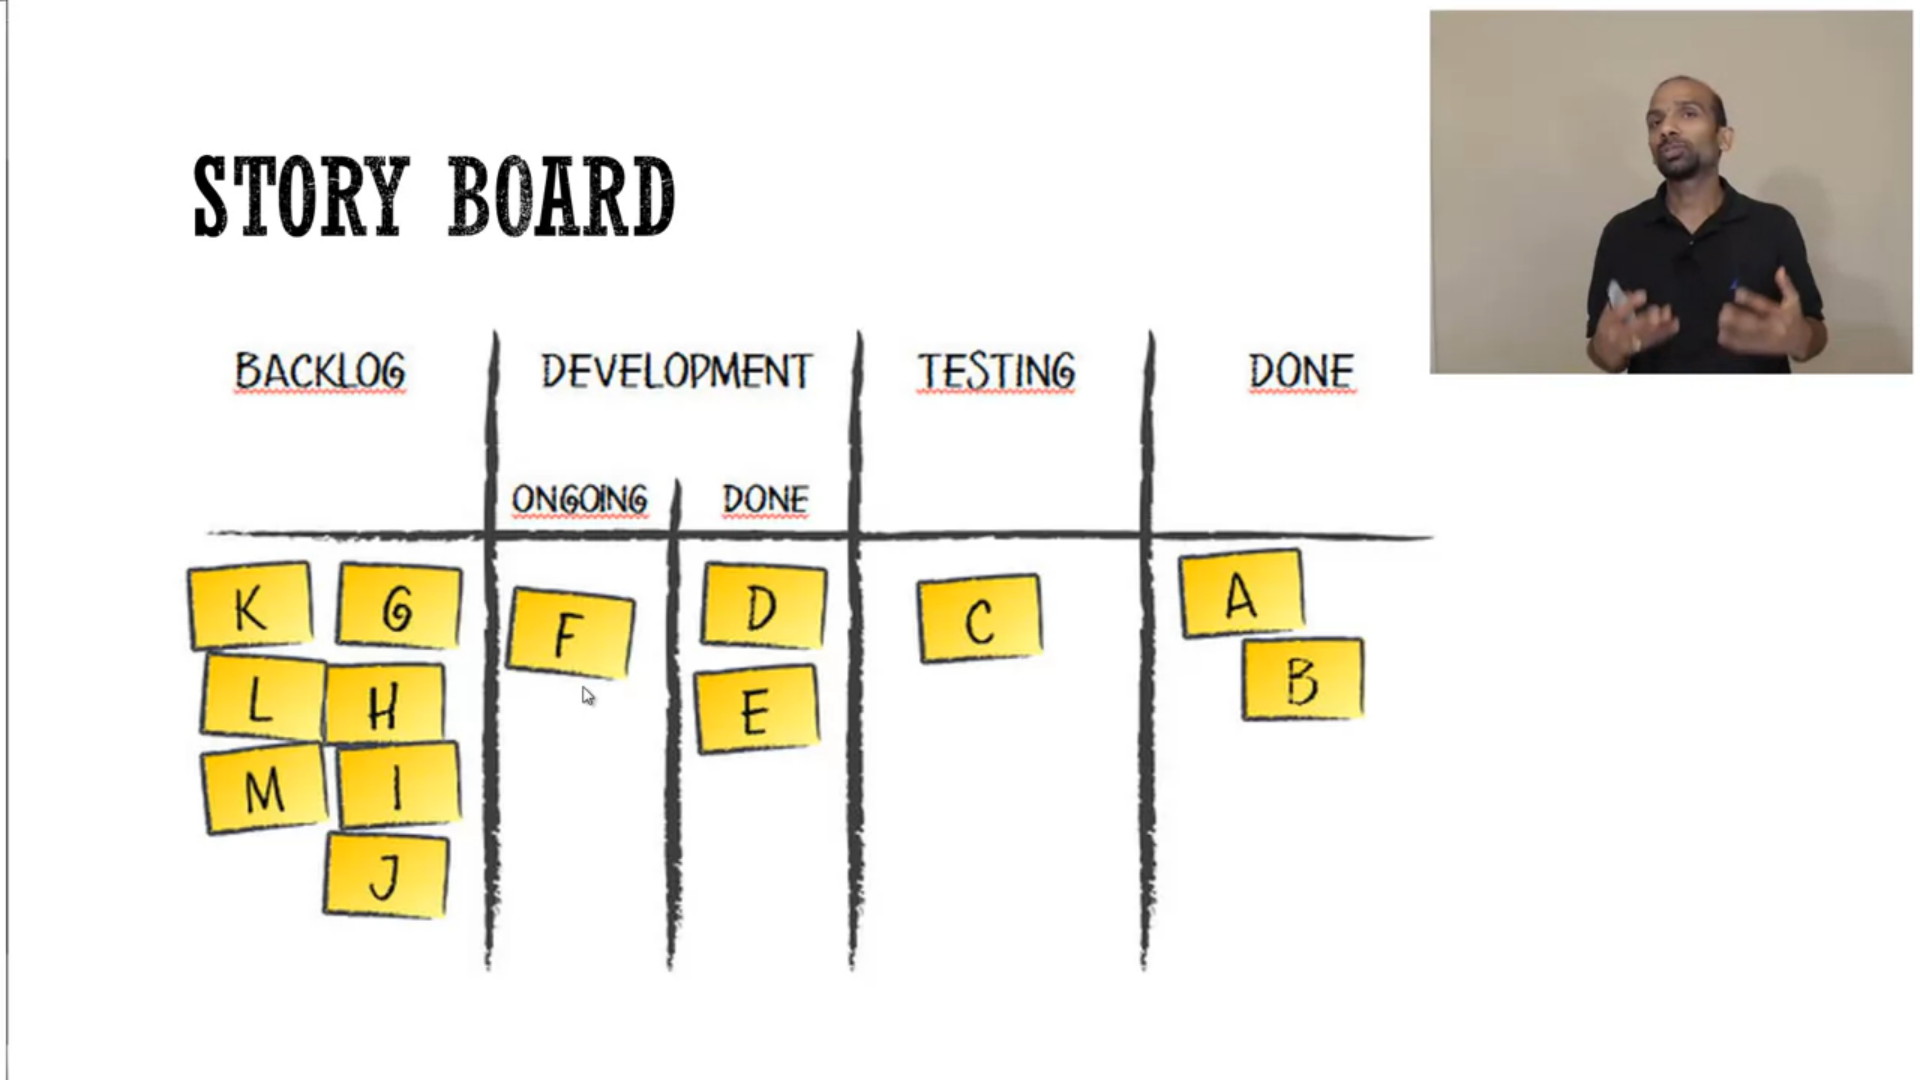 STORY BOARD
BACKLOG DEVELOPMENT TESTING DONE
ONGOING DONE
K G F D C A
L H E B
M I
J